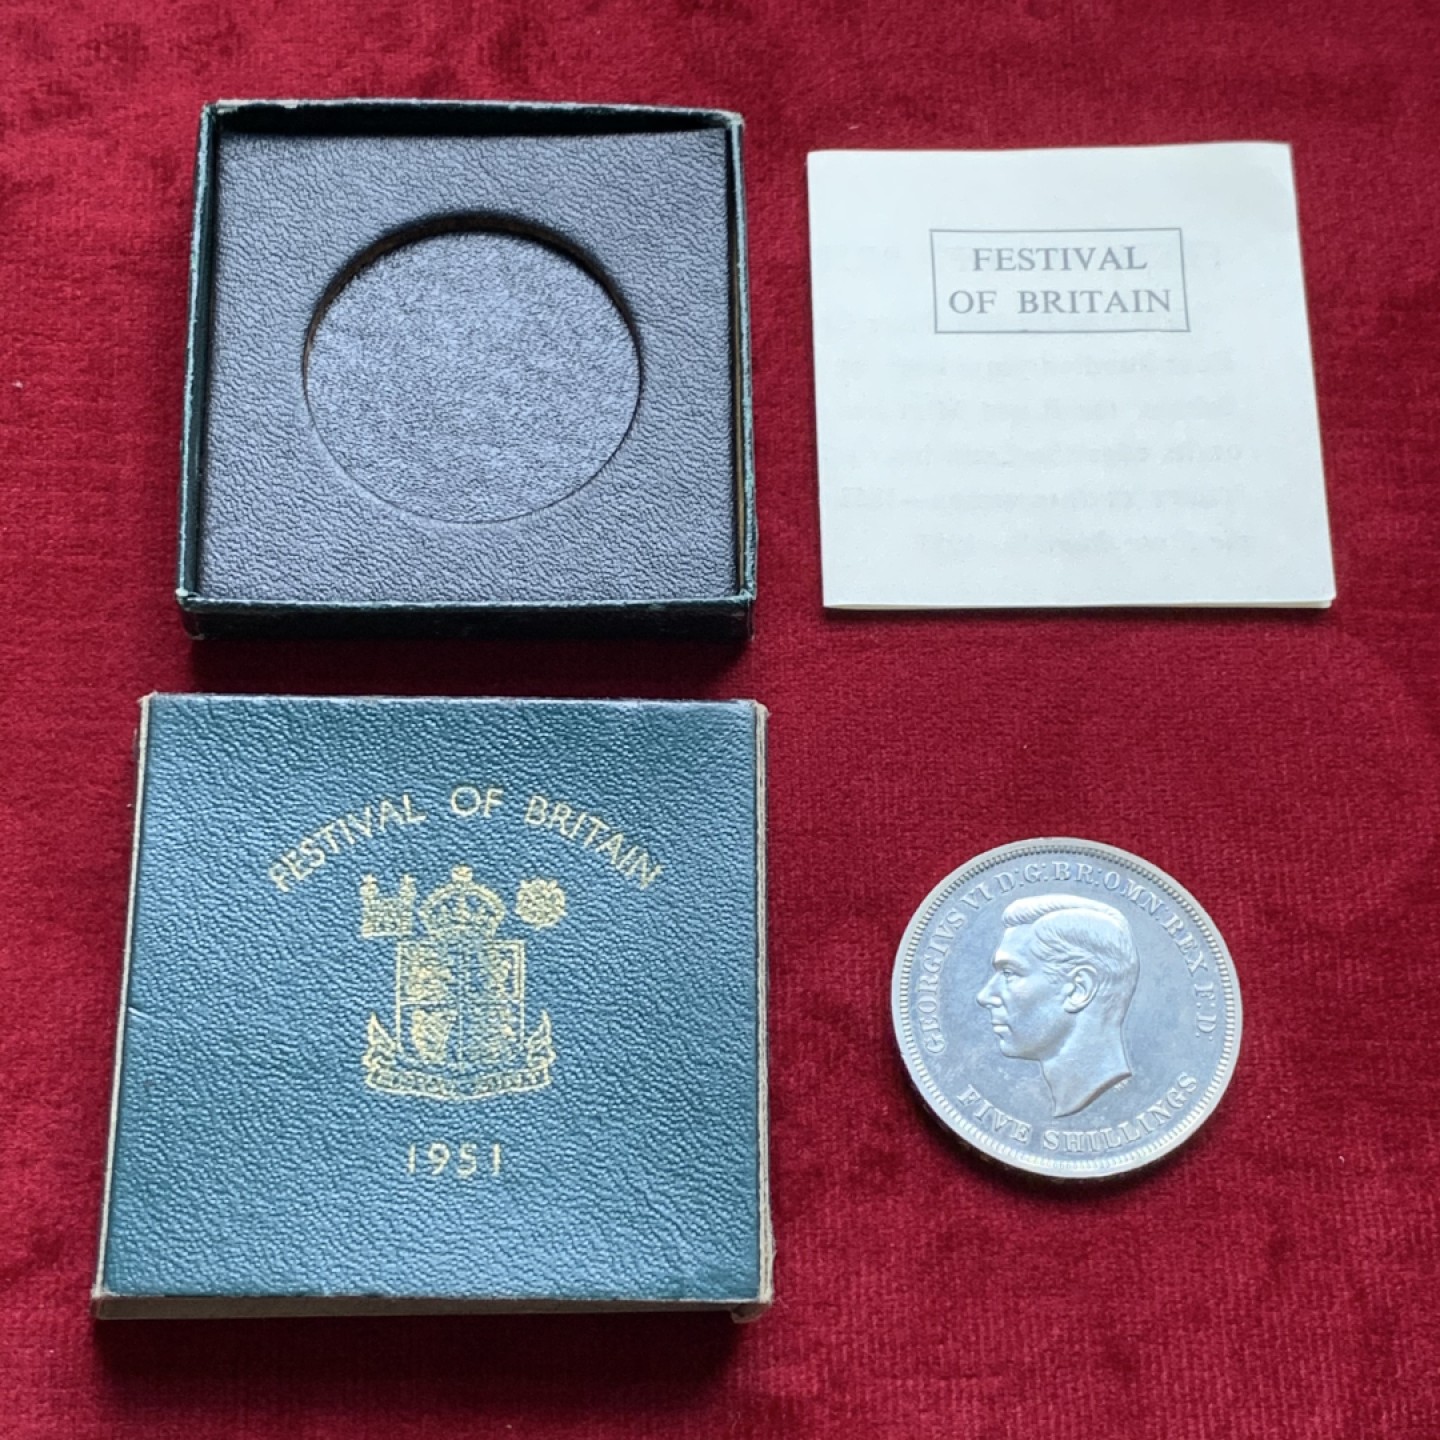 FESTIVAL
OF BRITAIN
FESTIVAL OF BRITAIN
1951
GEORGIVS VI D:G:BR:OMN:REX F:D:
FIVE SHILLINGS